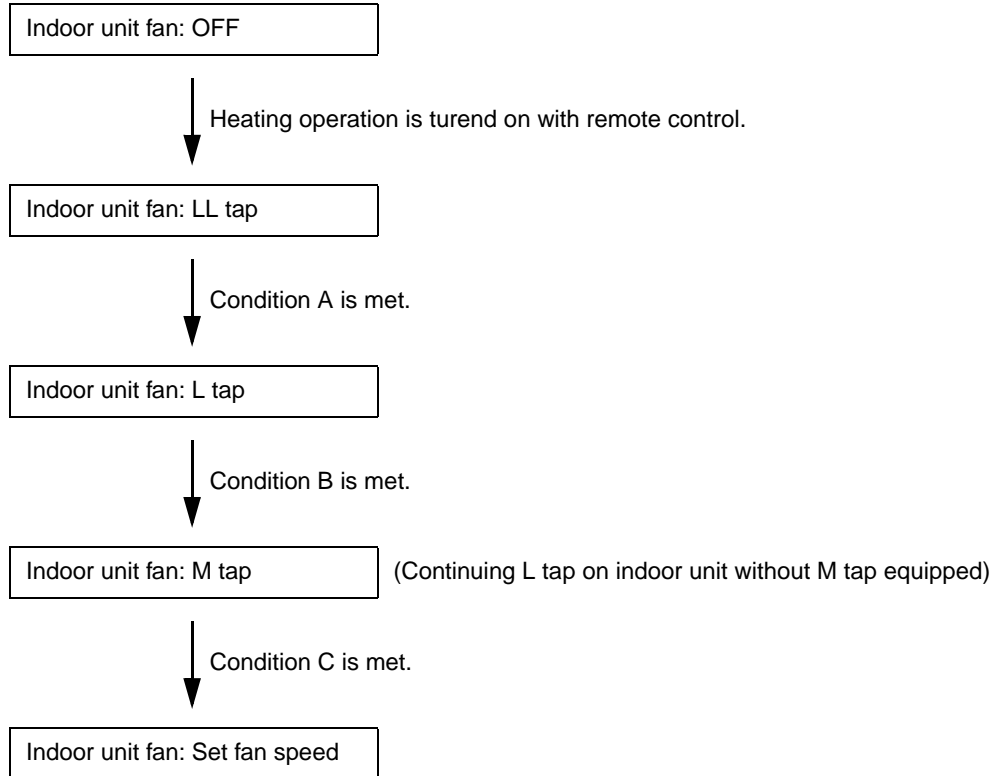 Indoor unit fan: OFF
Heating operation is turend on with remote control.
Indoor unit fan: LL tap
Condition A is met.
Indoor unit fan: L tap
Condition B is met.
Indoor unit fan: M tap (Continuing L tap on indoor unit without M tap equipped)
Condition C is met.
Indoor unit fan: Set fan speed